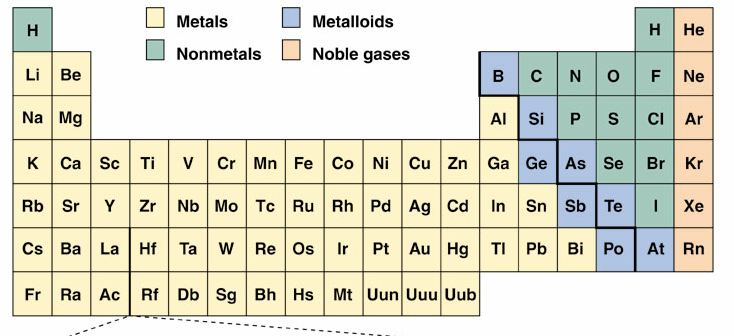 Metals Metalloids
Nonmetals Noble gases
H H He
Li Be B C N O F Ne
Na Mg Al Si P S Cl Ar
K Ca Sc Ti V Cr Mn Fe Co Ni Cu Zn Ga Ge As Se Br Kr
Rb Sr Y Zr Nb Mo Tc Ru Rh Pd Ag Cd In Sn Sb Te I Xe
Cs Ba La Hf Ta W Re Os Ir Pt Au Hg Tl Pb Bi Po At Rn
Fr Ra Ac Rf Db Sg Bh Hs Mt Uun Uuu Uub